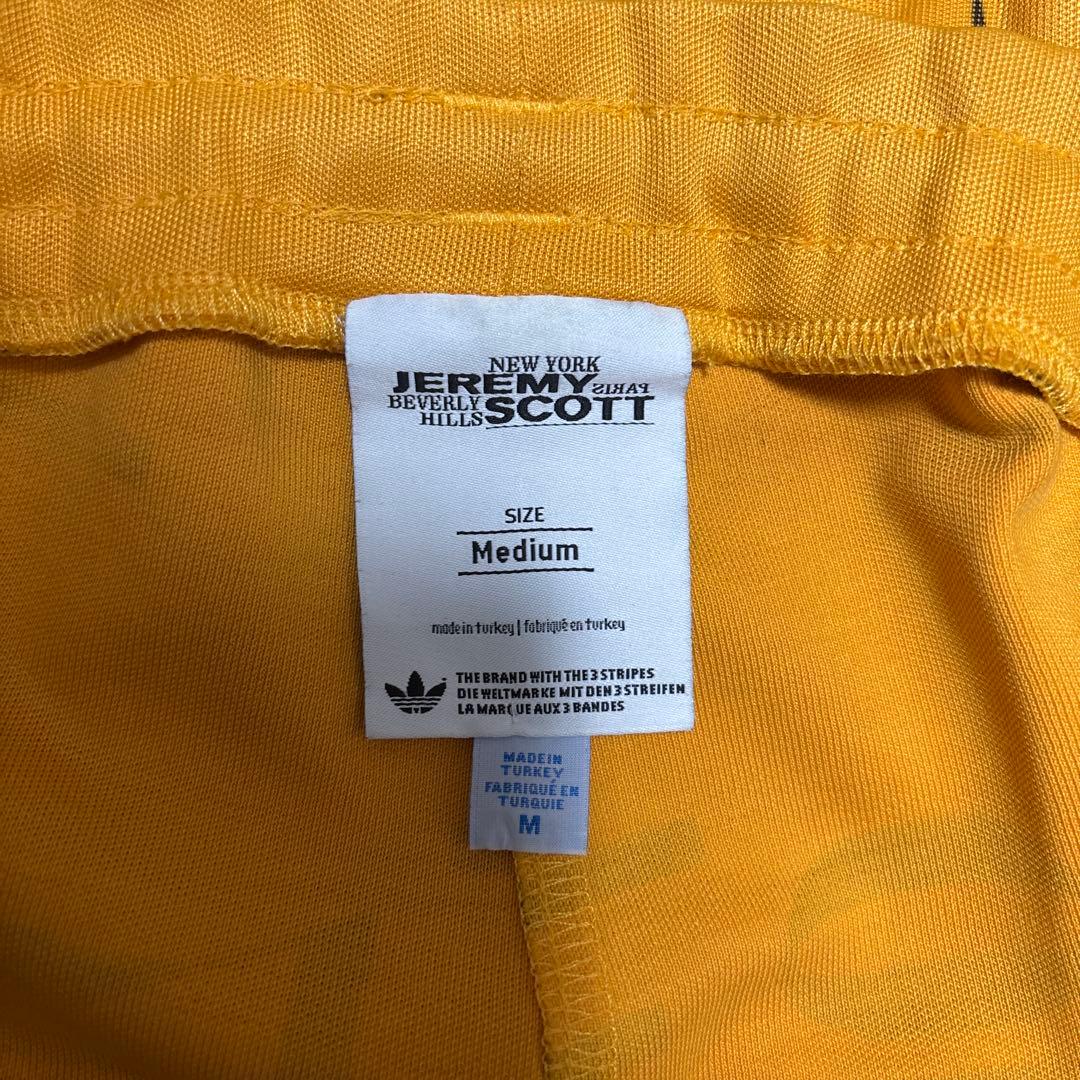 NEW YORK
JEREMY PARIS
BEVERLY SCOTT
HILLS
SIZE
Medium
made in turkey | fabriqué en turkey
THE BRAND WITH THE 3 STRIPES
DIE WELTMARKE MIT DEN 3 STREIFEN
LA MARQUE AUX 3 BANDES
MADE IN
TURKEY
FABRIQUÉ EN
TURQUIE
M